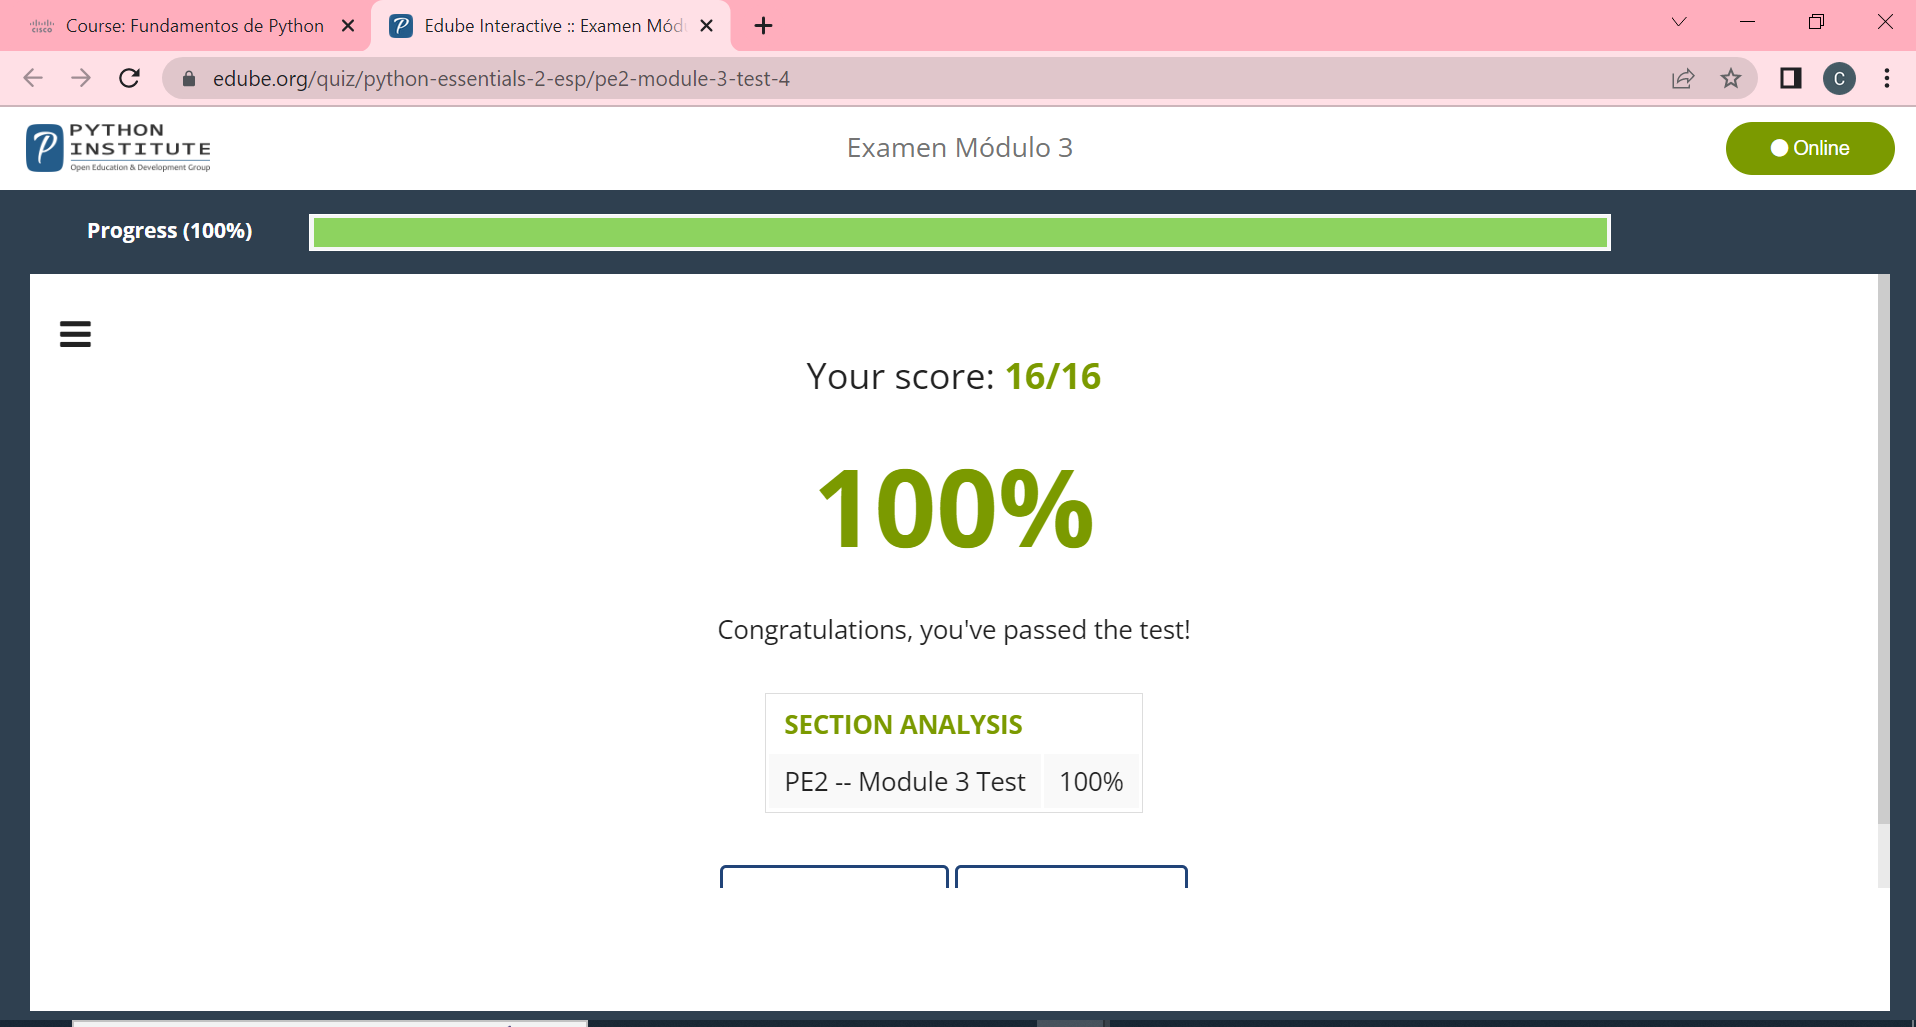 Course: Fundamentos de Python
Edube Interactive :: Examen Mód
edube.org/quiz/python-essentials-2-esp/pe2-module-3-test-4
C
PYTHON
INSTITUTE
Open Education & Development Group
Examen Módulo 3
Online
Progress (100%)
Your score: 16/16
100%
Congratulations, you've passed the test!
SECTION ANALYSIS
PE2 -- Module 3 Test 100%